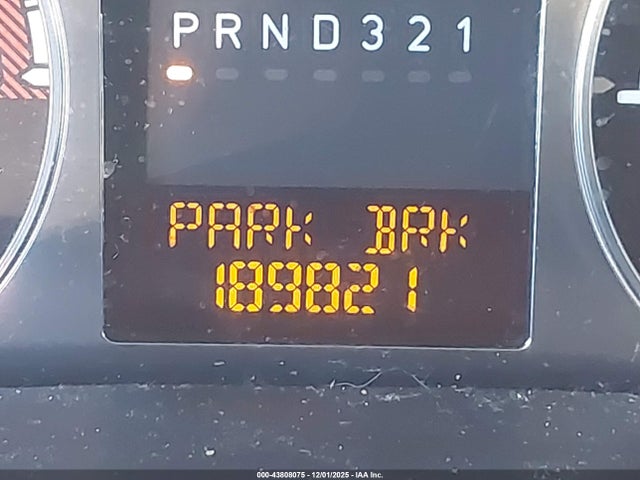 PRND321
PARK BRK
189821
000-43808075 - 12/01/2025 - IAA Inc.